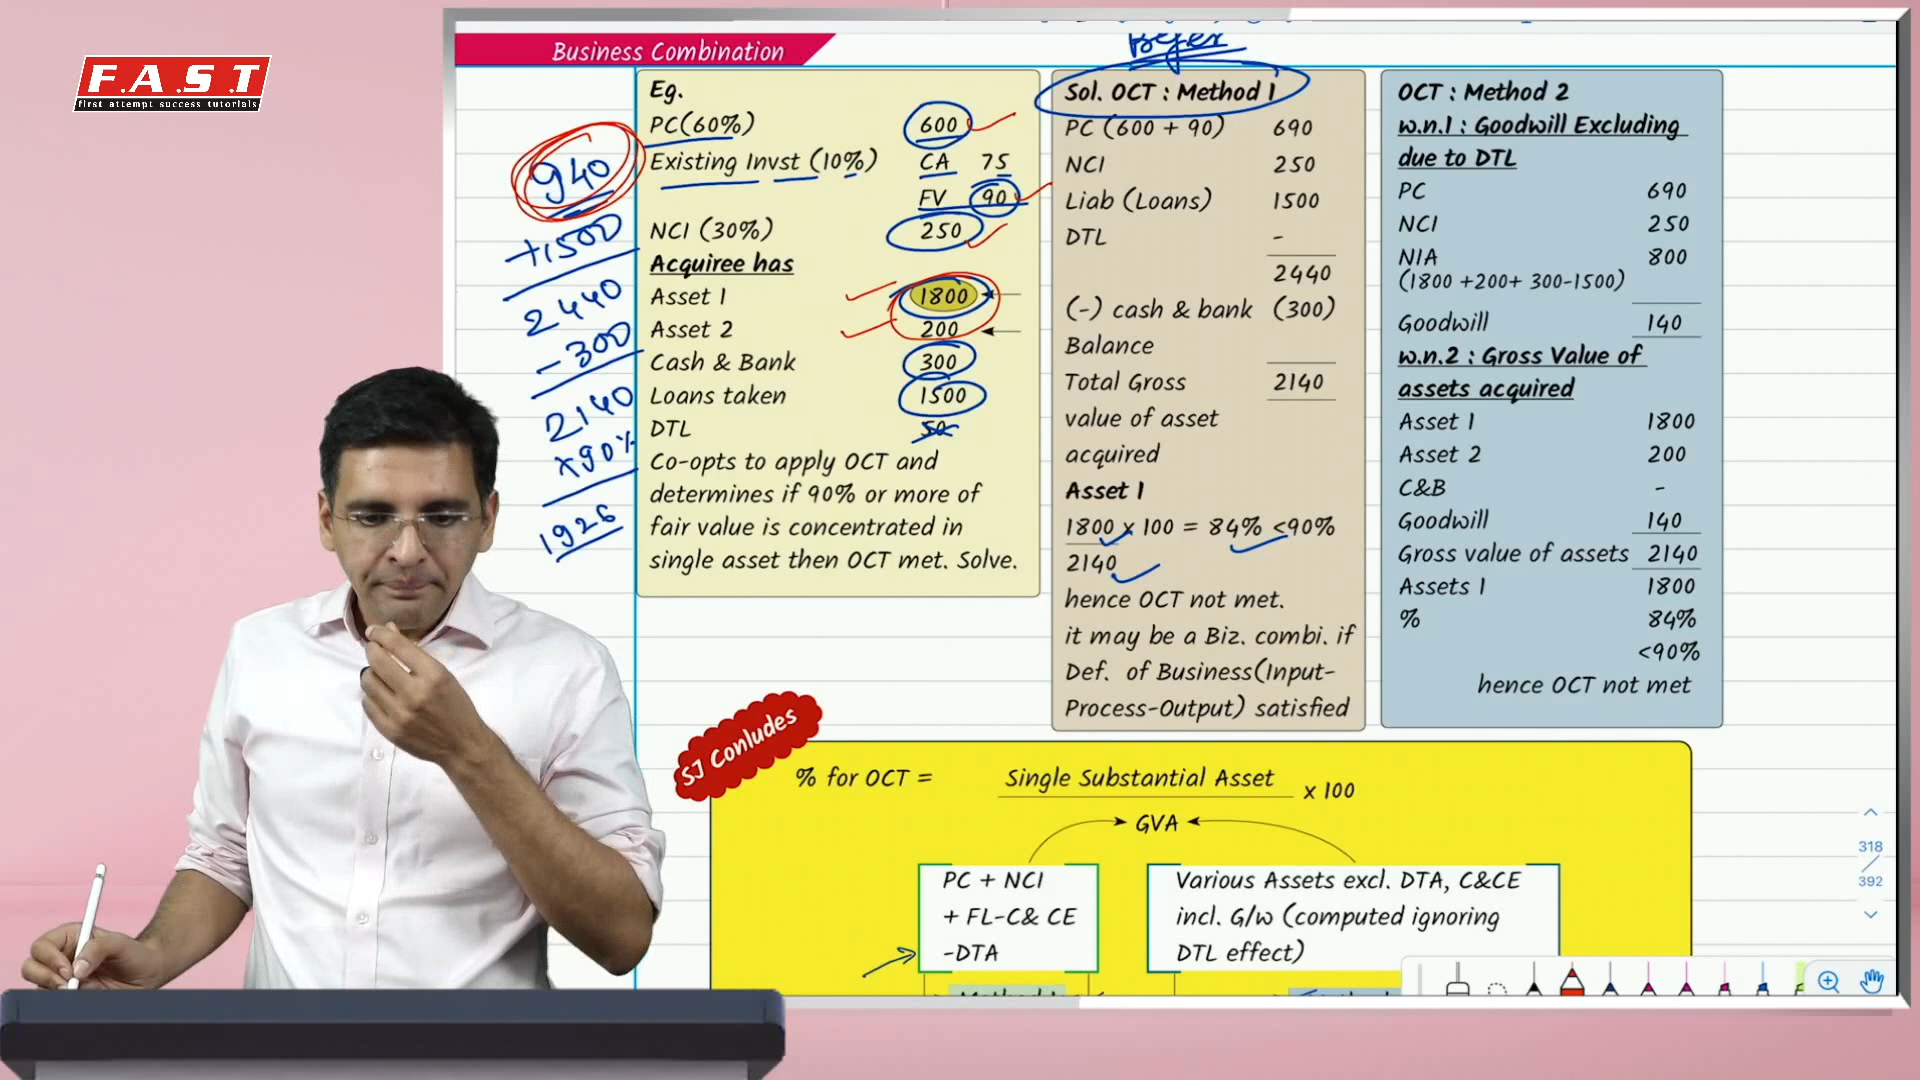 F.A.S.T
first attempt success tutorials
Business Combination
Refer
940
+1500
2440
-300
2140
x90%
1926
Eg.
PC(60%) 600
Existing Invst (10%) CA 75
FV 90
NCI (30%) 250
Acquiree has
Asset 1 1800
Asset 2 200
Cash & Bank 300
Loans taken 1500
DTL 50
Co-opts to apply OCT and
determines if 90% or more of
fair value is concentrated in
single asset then OCT met. Solve.
Sol. OCT : Method 1
PC (600 + 90) 690
NCI 250
Liab (Loans) 1500
DTL -
2440
(-) cash & bank (300)
Balance
Total Gross 2140
value of asset
acquired
Asset 1
1800 x 100 = 84% <90%
2140
hence OCT not met.
it may be a Biz. combi. if
Def. of Business(Input-
Process-Output) satisfied
OCT : Method 2
w.n.1 : Goodwill Excluding
due to DTL
PC 690
NCI 250
NIA 800
(1800 +200+ 300-1500)
Goodwill 140
w.n.2 : Gross Value of
assets acquired
Asset 1 1800
Asset 2 200
C&B -
Goodwill 140
Gross value of assets 2140
Assets 1 1800
% 84%
<90%
hence OCT not met
SJ Conludes
% for OCT = Single Substantial Asset x 100
GVA
PC + NCI
+ FL-C& CE
-DTA
Various Assets excl. DTA, C&CE
incl. G/w (computed ignoring
DTL effect)
318
392